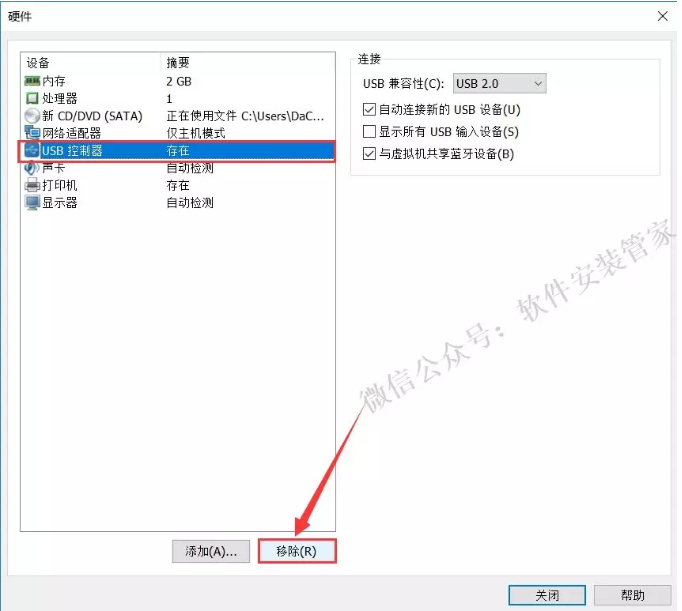 硬件
设备 摘要
内存 2 GB
处理器 1
新 CD/DVD (SATA) 正在使用文件 C:\Users\DaC...
网络适配器 仅主机模式
USB 控制器 存在
声卡 自动检测
打印机 存在
显示器 自动检测
连接
USB 兼容性(C): USB 2.0
自动连接新的 USB 设备(U)
显示所有 USB 输入设备(S)
与虚拟机共享蓝牙设备(B)
微信公众号：软件安装管家
添加(A)... 移除(R)
关闭 帮助